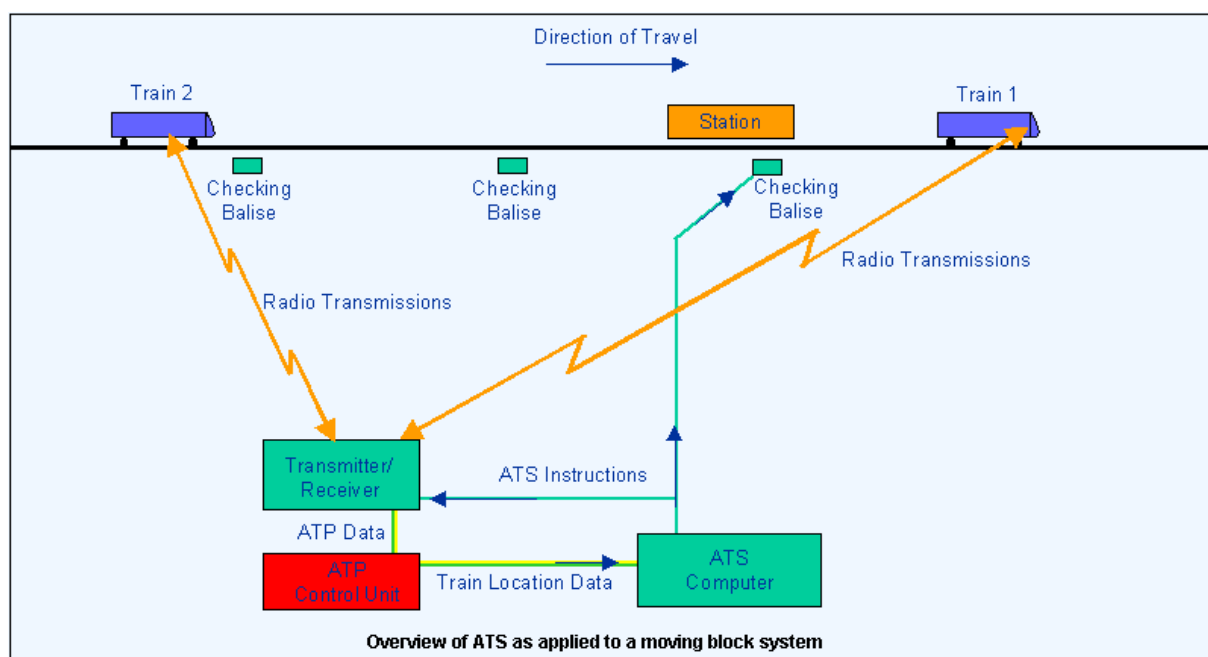 Direction of Travel
Train 2
Train 1
Station
Checking
Balise
Checking
Balise
Checking
Balise
Radio Transmissions
Radio Transmissions
Transmitter/
Receiver
ATS Instructions
ATP Data
ATP
Control Unit
Train Location Data
ATS
Computer
Overview of ATS as applied to a moving block system